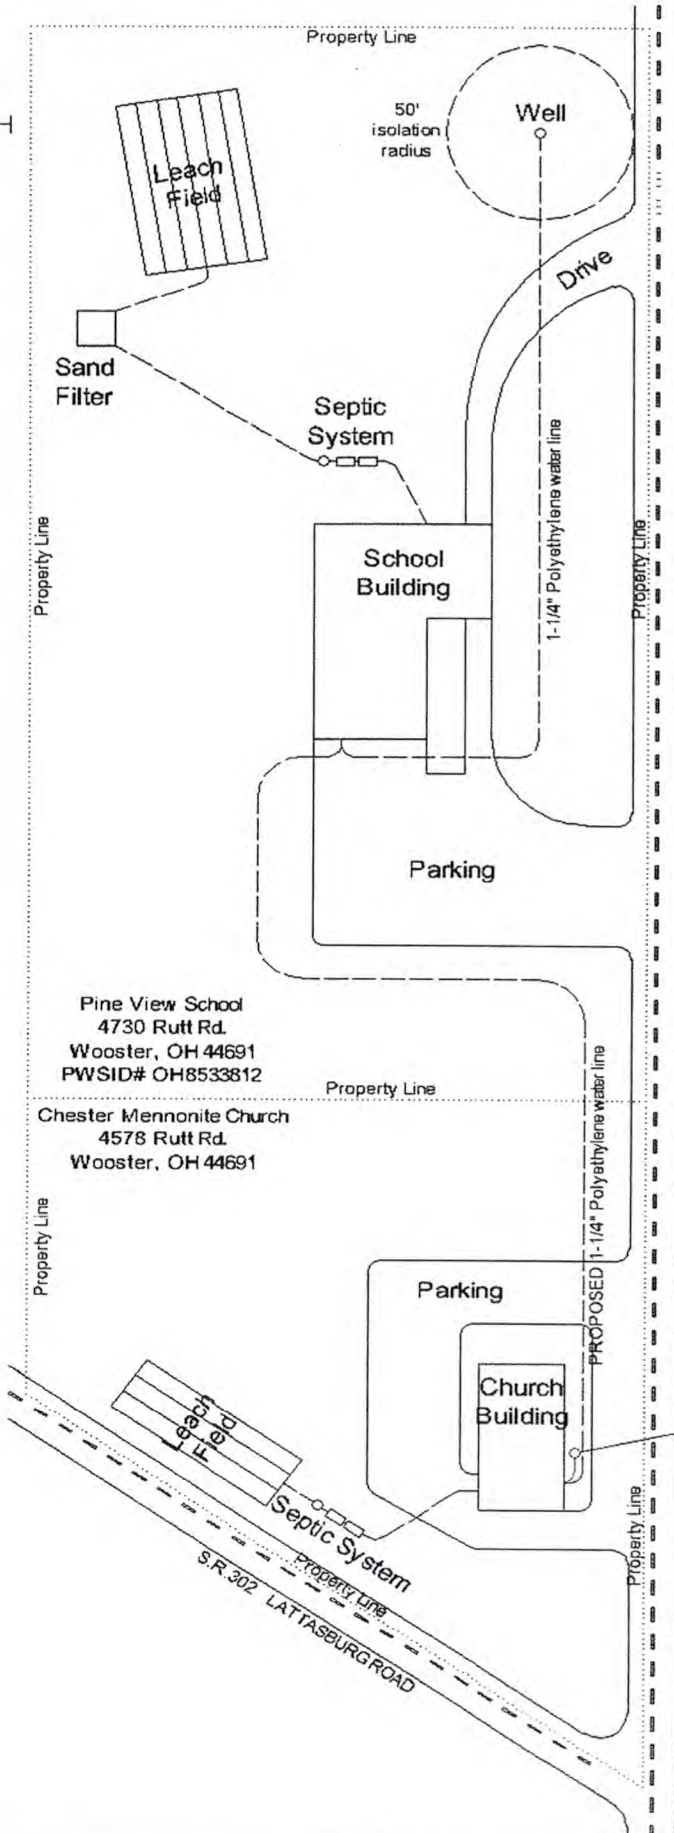 Property Line
50'
isolation
radius
Well
Leach
Field
Drive
Sand
Filter
Septic
System
1-1/4" Polyethylene water line
Property Line
Property Line
School
Building
Parking
Pine View School
4730 Rutt Rd.
Wooster, OH 44691
PWSID# OH8533812
Property Line
Chester Mennonite Church
4578 Rutt Rd.
Wooster, OH 44691
PROPOSED 1-1/4" Polyethylene water line
Property Line
Parking
Church
Building
Leach
Field
Septic System
Property Line
Property Line
S.R. 302 LATTASBURG ROAD